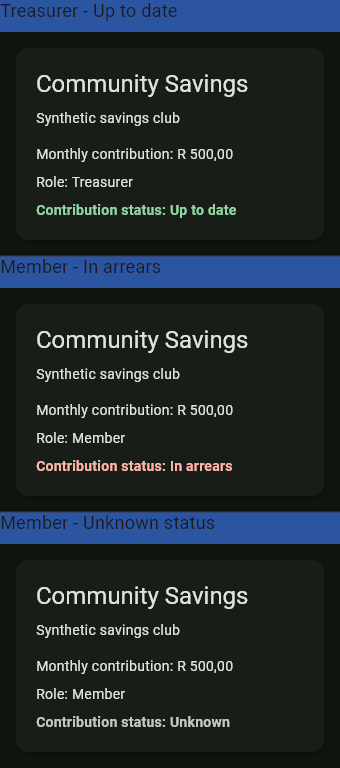 Treasurer - Up to date
Community Savings
Synthetic savings club
Monthly contribution: R 500,00
Role: Treasurer
Contribution status: Up to date
Member - In arrears
Community Savings
Synthetic savings club
Monthly contribution: R 500,00
Role: Member
Contribution status: In arrears
Member - Unknown status
Community Savings
Synthetic savings club
Monthly contribution: R 500,00
Role: Member
Contribution status: Unknown